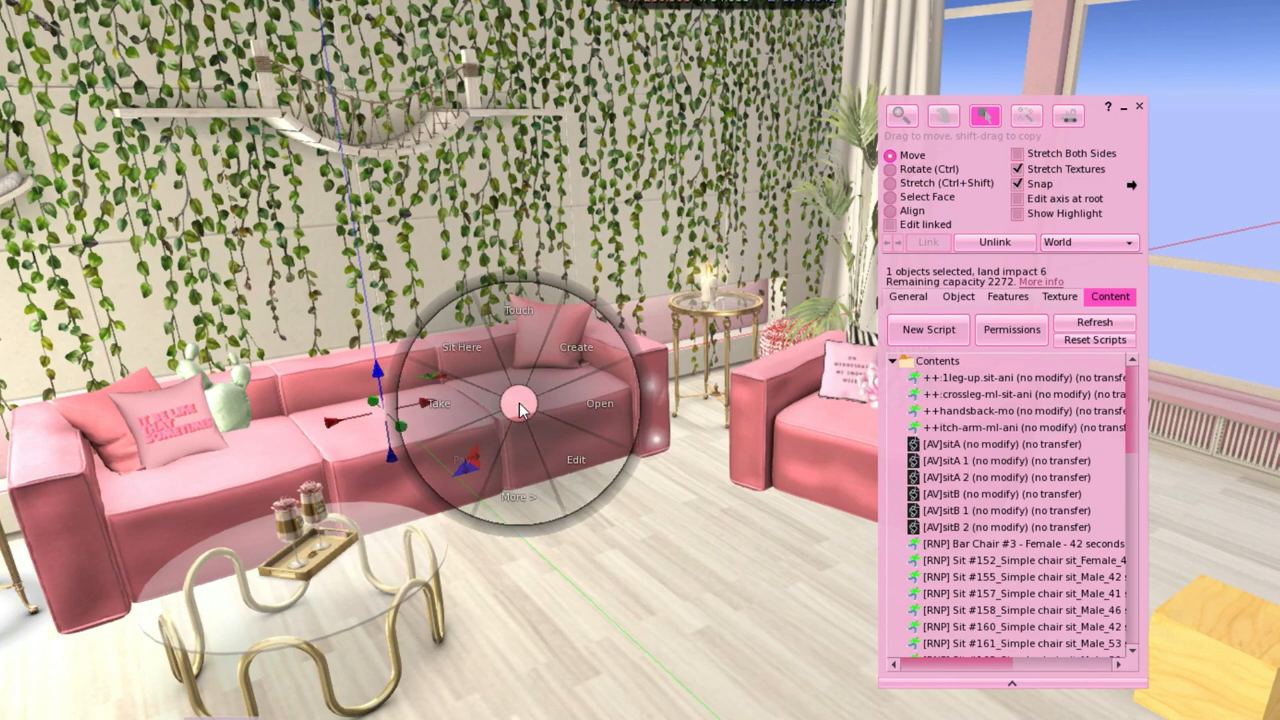 ?
Drag to move, shift-drag to copy
Move
Rotate (Ctrl)
Stretch (Ctrl+Shift)
Select Face
Align
Edit linked
Stretch Both Sides
Stretch Textures
Snap
Edit axis at root
Show Highlight
Link
Unlink
World
1 objects selected, land impact 6
Remaining capacity 2272. More info
General
Object
Features
Texture
Content
New Script
Permissions
Refresh
Reset Scripts
Contents
++:1leg-up.sit-ani (no modify) (no transfe
++:crossleg-ml-sit-ani (no modify) (no tra
++handsback-mo (no modify) (no transfe
++itch-arm-ml-ani (no modify) (no transf
[AV]sitA (no modify) (no transfer)
[AV]sitA 1 (no modify) (no transfer)
[AV]sitA 2 (no modify) (no transfer)
[AV]sitB (no modify) (no transfer)
[AV]sitB 1 (no modify) (no transfer)
[AV]sitB 2 (no modify) (no transfer)
[RNP] Bar Chair #3 - Female - 42 seconds
[RNP] Sit #152_Simple chair sit_Female_4
[RNP] Sit #155_Simple chair sit_Male_42
[RNP] Sit #157_Simple chair sit_Male_41
[RNP] Sit #158_Simple chair sit_Male_46
[RNP] Sit #160_Simple chair sit_Male_42
[RNP] Sit #161_Simple chair sit_Male_53
Touch
Sit Here
Create
Take
Open
Edit
More >